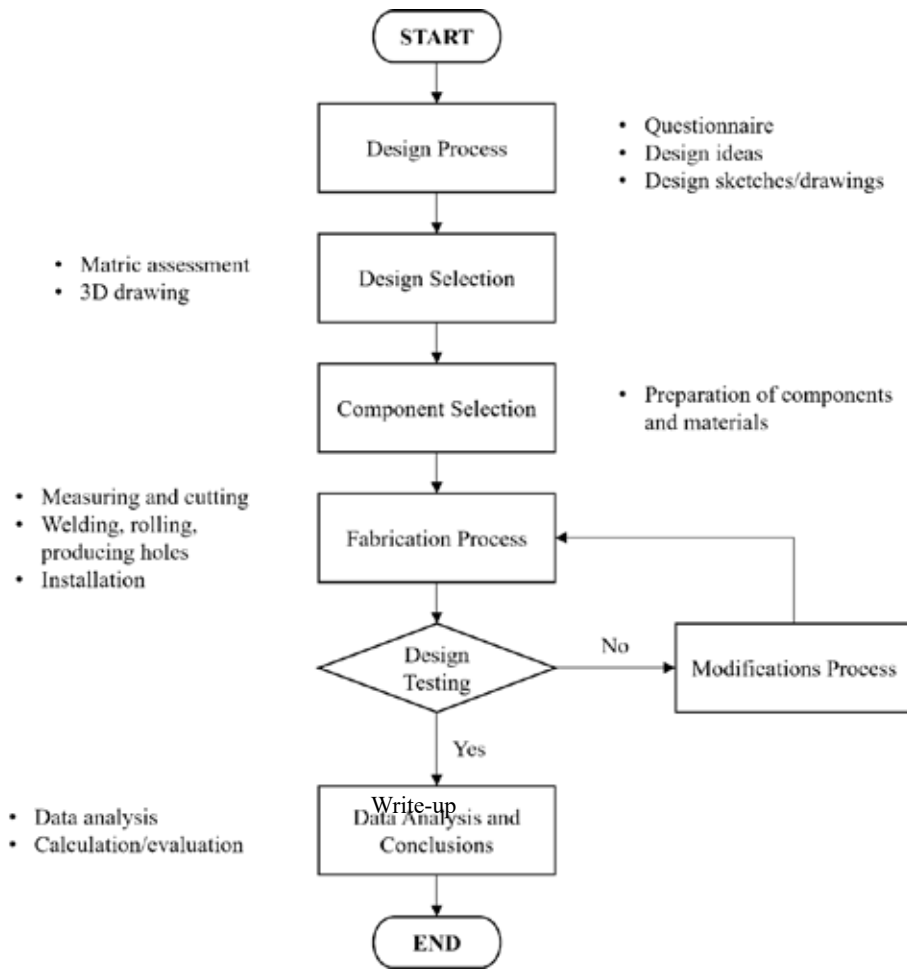 START
Design Process
• Questionnaire
• Design ideas
• Design sketches/drawings
• Matric assessment
• 3D drawing
Design Selection
Component Selection
• Preparation of components
and materials
• Measuring and cutting
• Welding, rolling,
producing holes
• Installation
Fabrication Process
Design
Testing
No
Modifications Process
Yes
Write-up
Data Analysis and
Conclusions
• Data analysis
• Calculation/evaluation
END